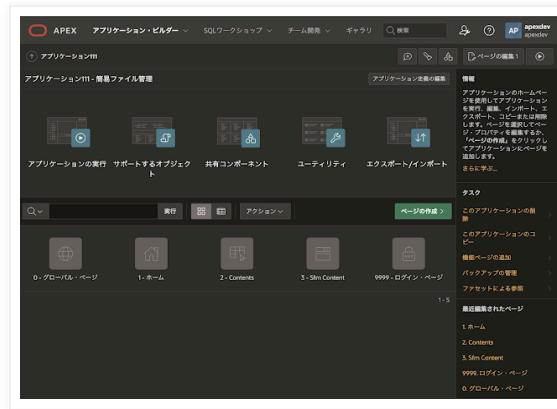 APEX アプリケーション・ビルダー SQLワークショップ チーム開発 ギャラリ 検索 AP apexdev
apexdev
アプリケーション111 ページの編集1
アプリケーション111 - 簡易ファイル管理 アプリケーション定義の編集
アプリケーションの実行 サポートするオブジェクト 共有コンポーネント ユーティリティ エクスポート/インポート
実行 アクション ページの作成 >
0 - グローバル・ページ 1 - ホーム 2 - Contents 3 - Sfm Content 9999 - ログイン・ページ
1 - 5
情報
アプリケーションのホームペー
ジを使用してアプリケーション
を実行、編集、インポート、エ
クスポート、コピーまたは削除
します。ページを選択してペー
ジ・プロパティを編集するか、
「ページの作成」をクリックし
てアプリケーションにページを
追加します。
さらに学ぶ...
タスク
このアプリケーションの削
除
このアプリケーションのコ
ピー
機能ページの追加
バックアップの管理
ファセットによる参照
最近編集されたページ
1. ホーム
2. Contents
3. Sfm Content
9999. ログイン・ページ
0. グローバル・ページ